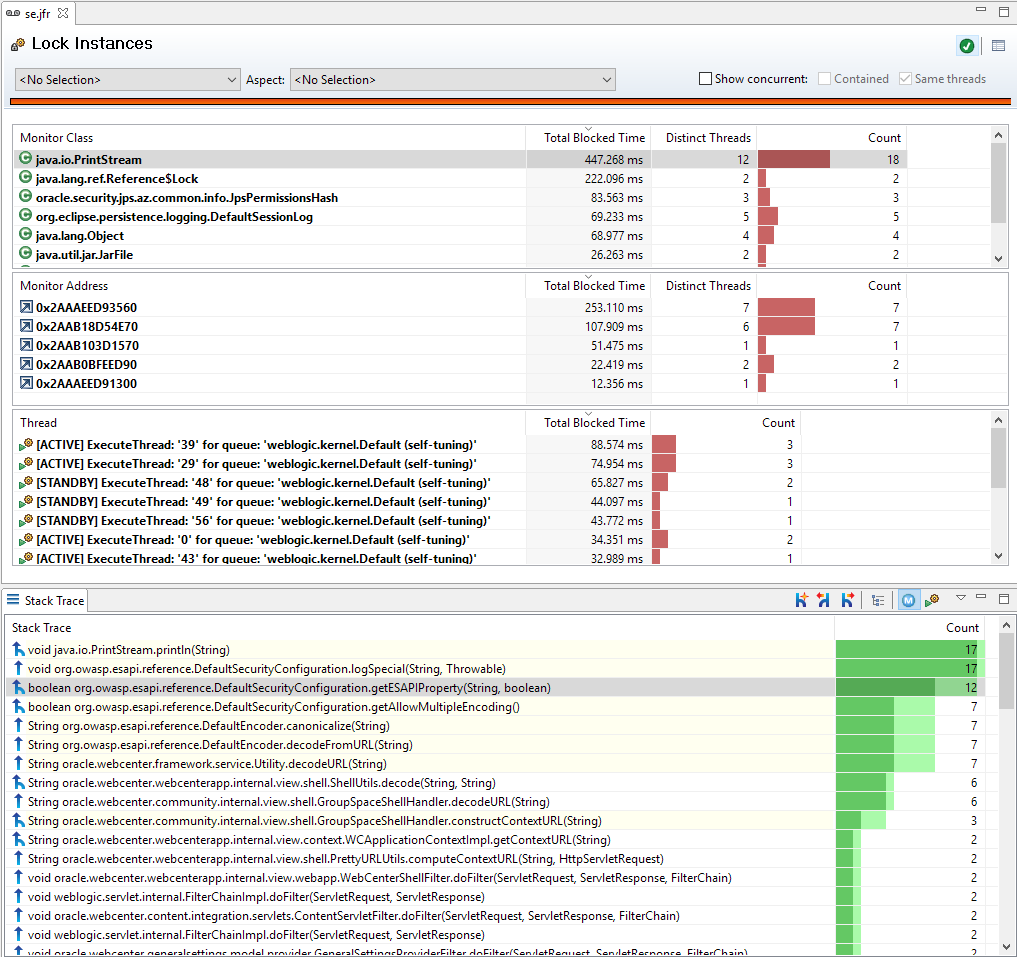 se.jfr
Lock Instances
<No Selection> Aspect: <No Selection> Show concurrent: Contained Same threads
Monitor Class Total Blocked Time Distinct Threads Count
java.io.PrintStream 447.268 ms 12 18
java.lang.ref.Reference$Lock 222.096 ms 2 2
oracle.security.jps.az.common.info.JpsPermissionsHash 83.563 ms 3 3
org.eclipse.persistence.logging.DefaultSessionLog 69.233 ms 5 5
java.lang.Object 68.977 ms 4 4
java.util.jar.JarFile 26.263 ms 2 2
Monitor Address Total Blocked Time Distinct Threads Count
0x2AAAEED93560 253.110 ms 7 7
0x2AAB18D54E70 107.909 ms 6 7
0x2AAB103D1570 51.475 ms 1 1
0x2AAB0BFEED90 22.419 ms 2 2
0x2AAAEED91300 12.356 ms 1 1
Thread Total Blocked Time Count
[ACTIVE] ExecuteThread: '39' for queue: 'weblogic.kernel.Default (self-tuning)' 88.574 ms 3
[ACTIVE] ExecuteThread: '29' for queue: 'weblogic.kernel.Default (self-tuning)' 74.954 ms 3
[STANDBY] ExecuteThread: '48' for queue: 'weblogic.kernel.Default (self-tuning)' 65.827 ms 2
[STANDBY] ExecuteThread: '49' for queue: 'weblogic.kernel.Default (self-tuning)' 44.097 ms 1
[STANDBY] ExecuteThread: '56' for queue: 'weblogic.kernel.Default (self-tuning)' 43.772 ms 1
[ACTIVE] ExecuteThread: '0' for queue: 'weblogic.kernel.Default (self-tuning)' 34.351 ms 2
[ACTIVE] ExecuteThread: '43' for queue: 'weblogic.kernel.Default (self-tuning)' 32.989 ms 1
Stack Trace
Stack Trace Count
void java.io.PrintStream.println(String) 17
void org.owasp.esapi.reference.DefaultSecurityConfiguration.logSpecial(String, Throwable) 17
boolean org.owasp.esapi.reference.DefaultSecurityConfiguration.getESAPIProperty(String, boolean) 12
boolean org.owasp.esapi.reference.DefaultSecurityConfiguration.getAllowMultipleEncoding() 7
String org.owasp.esapi.reference.DefaultEncoder.canonicalize(String) 7
String org.owasp.esapi.reference.DefaultEncoder.decodeFromURL(String) 7
String oracle.webcenter.framework.service.Utility.decodeURL(String) 7
String oracle.webcenter.webcenterapp.internal.view.shell.ShellUtils.decode(String, String) 6
String oracle.webcenter.community.internal.view.shell.GroupSpaceShellHandler.decodeURL(String) 6
String oracle.webcenter.community.internal.view.shell.GroupSpaceShellHandler.constructContextURL(String) 3
String oracle.webcenter.webcenterapp.internal.view.context.WCApplicationContextImpl.getContextURL(String) 2
String oracle.webcenter.webcenterapp.internal.view.shell.PrettyURLUtils.computeContextURL(String, HttpServletRequest) 2
void oracle.webcenter.webcenterapp.internal.view.webapp.WebCenterShellFilter.doFilter(ServletRequest, ServletResponse, FilterChain) 2
void weblogic.servlet.internal.FilterChainImpl.doFilter(ServletRequest, ServletResponse) 2
void oracle.webcenter.content.integration.servlets.ContentServletFilter.doFilter(ServletRequest, ServletResponse, FilterChain) 2
void weblogic.servlet.internal.FilterChainImpl.doFilter(ServletRequest, ServletResponse) 2
void oracle.webcenter.generalsettings.model.provider.GeneralSettingsProviderFilter.doFilter(ServletRequest, ServletResponse, FilterChain) 2